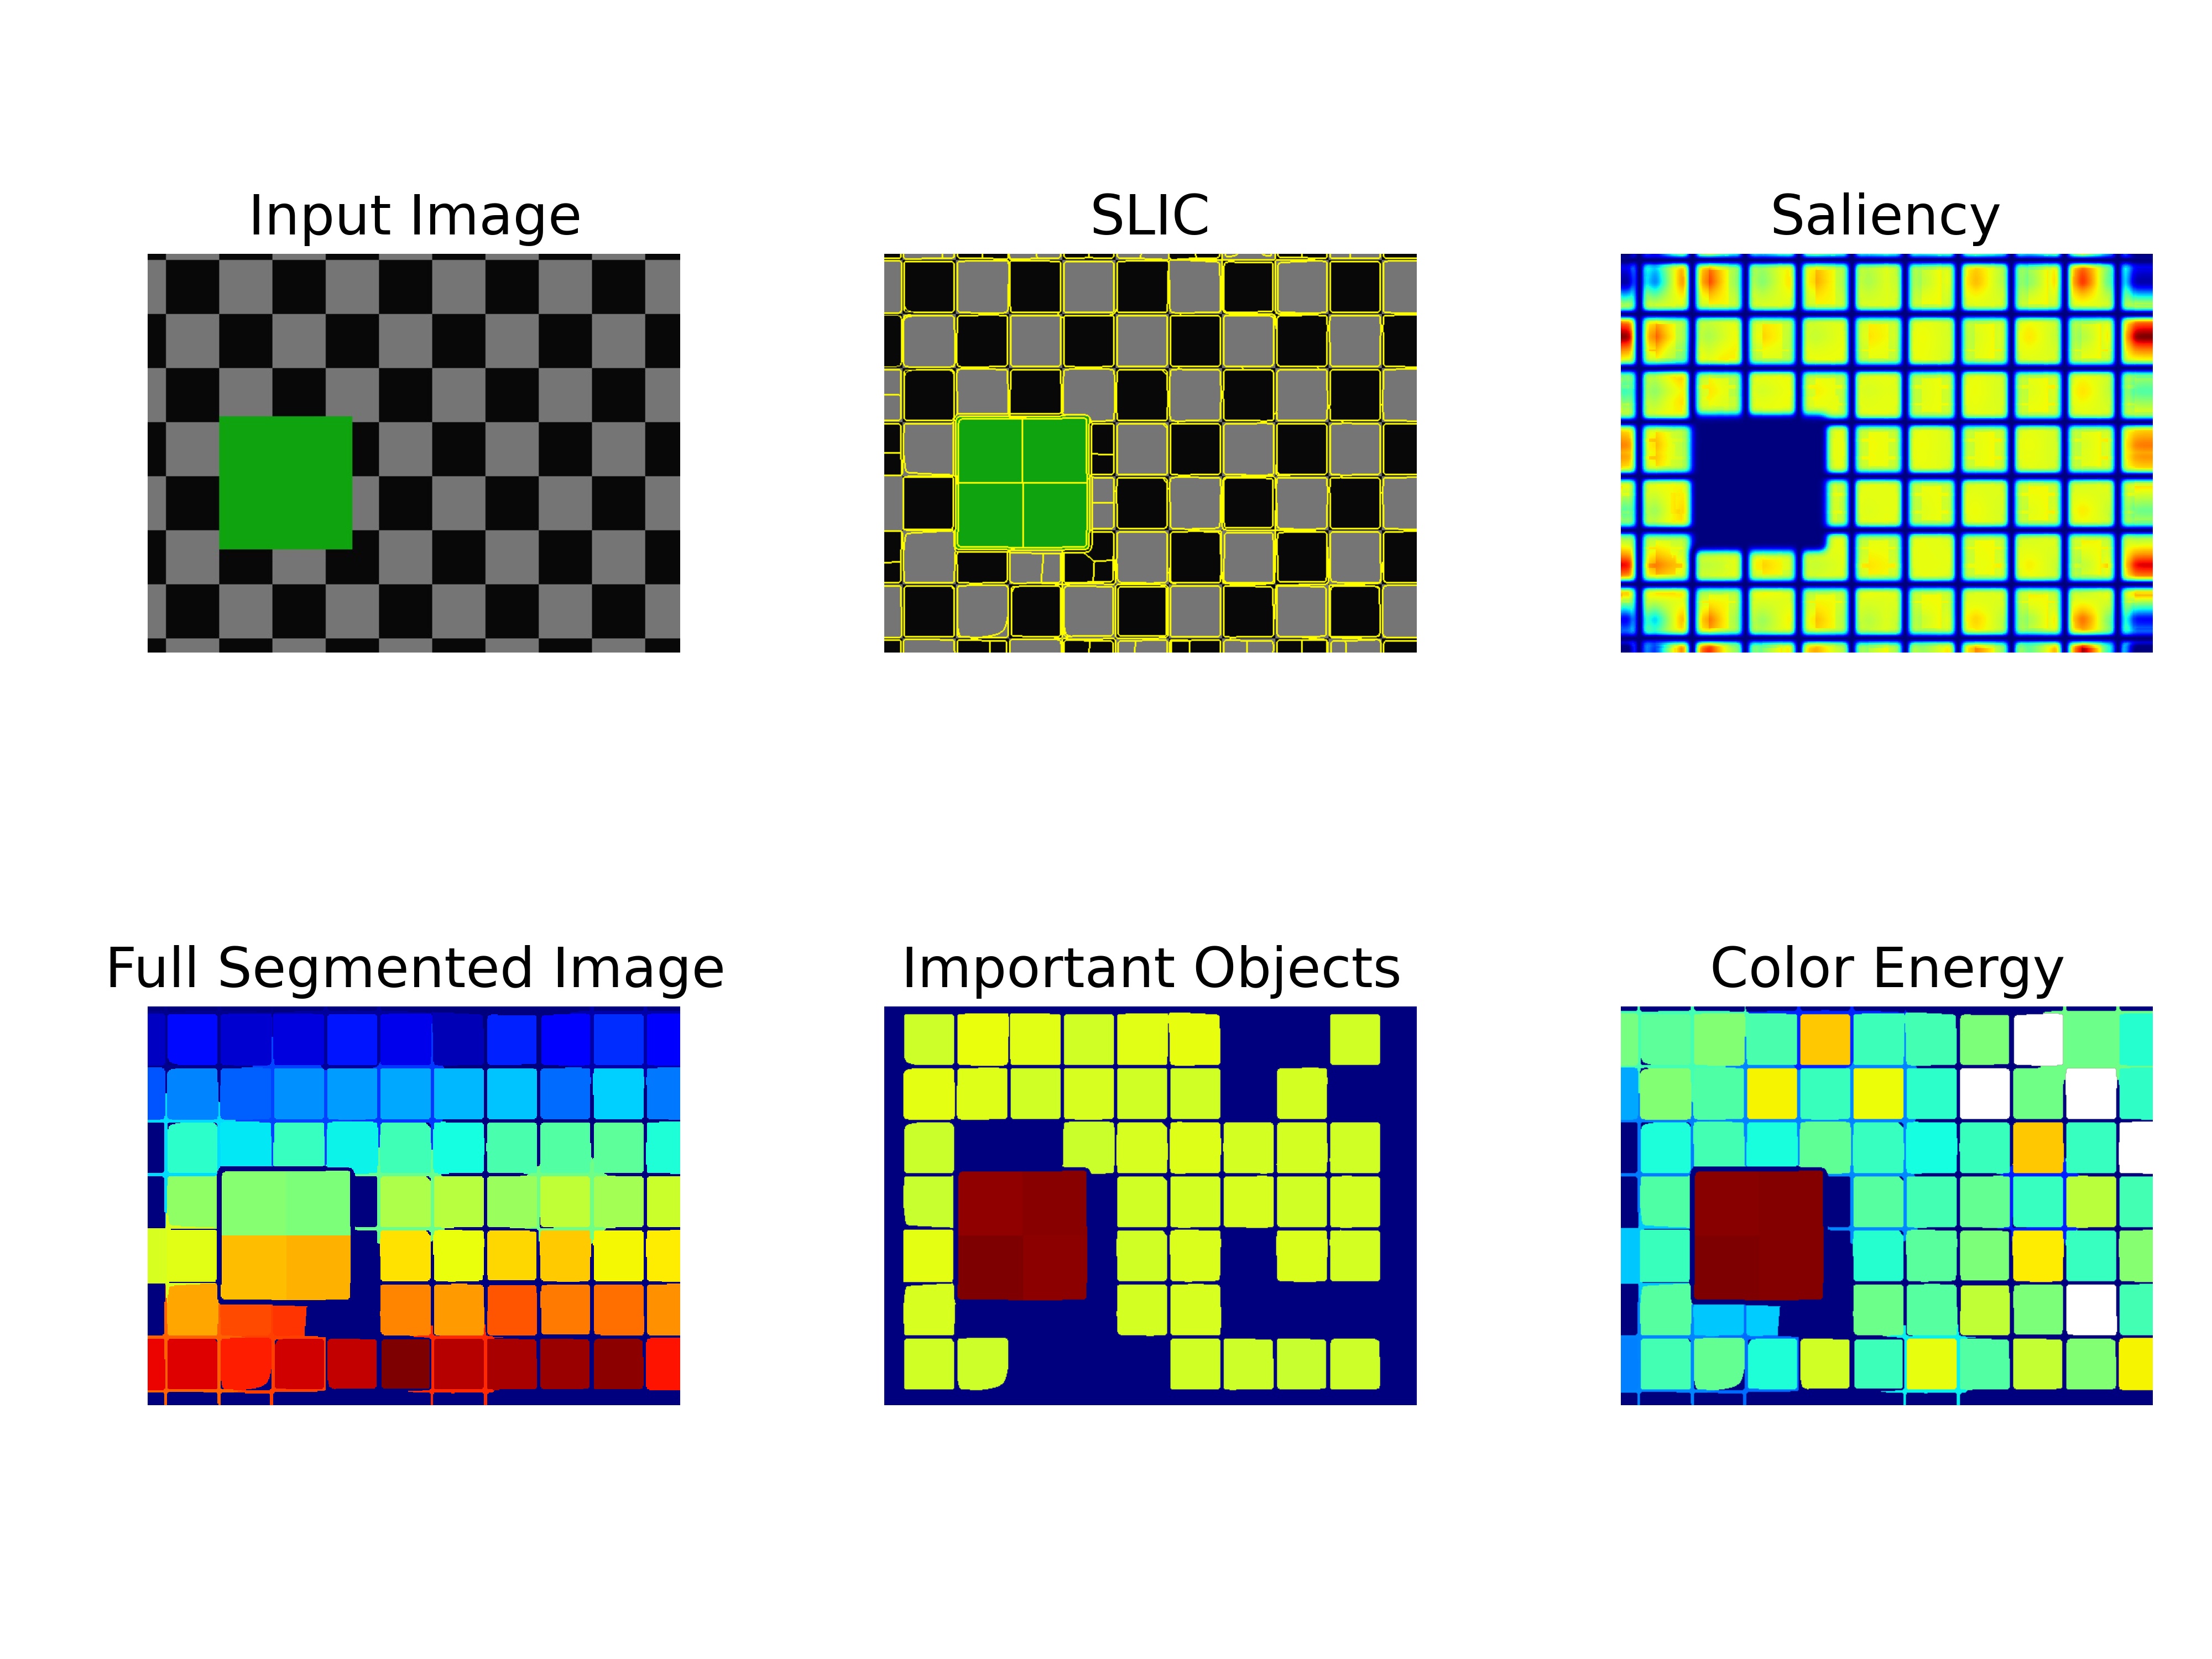 Input Image
SLIC
Saliency
Full Segmented Image
Important Objects
Color Energy